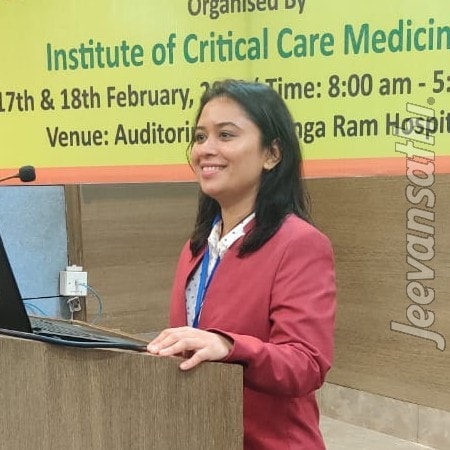 Organised By
Institute of Critical Care Medicin
17th & 18th February, Time: 8:00 am - 5:
Venue: Auditori nga Ram Hospit
Jeevansathi.